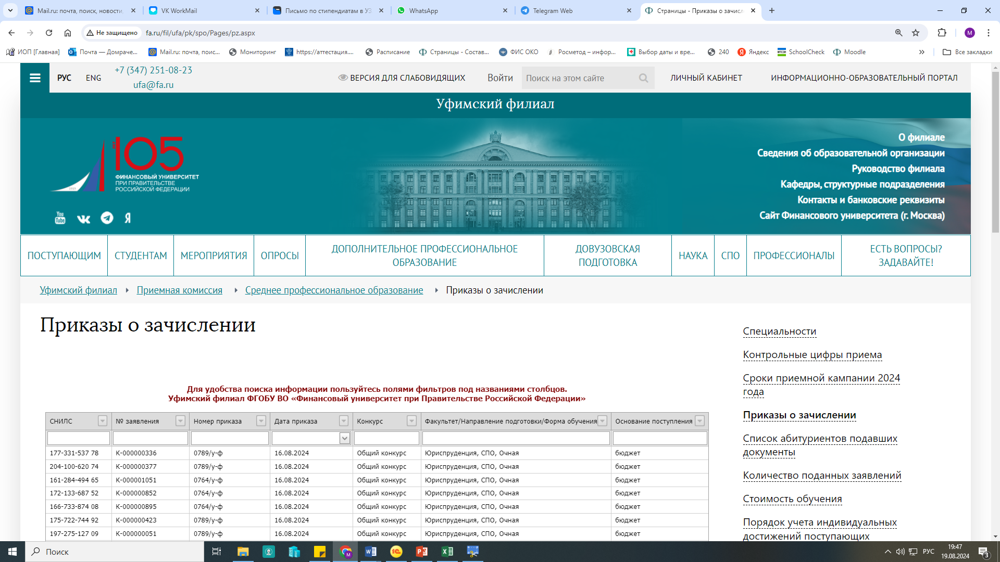 Mail.ru: почта, поиск, новости,
VK WorkMail
Письмо по стипендиатам в УЗ
WhatsApp
Telegram Web
Страницы - Приказы о зачисл
Не защищено
fa.ru/fil/ufa/pk/spo/Pages/pz.aspx
М
ИОП [Главная]
Почта — Домраче...
Mail.ru: почта, поис...
Мониторинг
https://аттестация....
Расписание
Страницы - Состав...
ФИС ОКО
Росметод – инфор...
Выбор даты и вре...
240
Яндекс
SchoolCheck
Moodle
Все закладки
РУС
ENG
+7 (347) 251-08-23
ufa@fa.ru
ВЕРСИЯ ДЛЯ СЛАБОВИДЯЩИХ
Войти
Поиск на этом сайте
ЛИЧНЫЙ КАБИНЕТ
ИНФОРМАЦИОННО-ОБРАЗОВАТЕЛЬНЫЙ ПОРТАЛ
Уфимский филиал
105
ФИНАНСОВЫЙ УНИВЕРСИТЕТ
ПРИ ПРАВИТЕЛЬСТВЕ
РОССИЙСКОЙ ФЕДЕРАЦИИ
1919
О филиале
Сведения об образовательной организации
Руководство филиала
Кафедры, структурные подразделения
Контакты и банковские реквизиты
Сайт Финансового университета (г. Москва)
ПОСТУПАЮЩИМ
СТУДЕНТАМ
МЕРОПРИЯТИЯ
ОПРОСЫ
ДОПОЛНИТЕЛЬНОЕ ПРОФЕССИОНАЛЬНОЕ
ОБРАЗОВАНИЕ
ДОВУЗОВСКАЯ
ПОДГОТОВКА
НАУКА
СПО
ПРОФЕССИОНАЛЫ
ЕСТЬ ВОПРОСЫ?
ЗАДАВАЙТЕ!
Уфимский филиал
Приемная комиссия
Среднее профессиональное образование
Приказы о зачислении
Приказы о зачислении
Для удобства поиска информации пользуйтесь полями фильтров под названиями столбцов.
Уфимский филиал ФГОБУ ВО «Финансовый университет при Правительстве Российской Федерации»
СНИЛС № заявления Номер приказа Дата приказа Конкурс Факультет/Направление подготовки/Форма обучения Основание поступления
177-331-537 78 К-000000336 0789/у-ф 16.08.2024 Общий конкурс Юриспруденция, СПО, Очная бюджет
204-100-620 74 К-000000377 0789/у-ф 16.08.2024 Общий конкурс Юриспруденция, СПО, Очная бюджет
161-284-494 65 К-000001051 0764/у-ф 16.08.2024 Общий конкурс Юриспруденция, СПО, Очная бюджет
172-133-687 52 К-000000852 0764/у-ф 16.08.2024 Общий конкурс Юриспруденция, СПО, Очная бюджет
166-733-874 08 К-000000895 0764/у-ф 16.08.2024 Общий конкурс Юриспруденция, СПО, Очная бюджет
175-722-744 92 К-000000423 0789/у-ф 16.08.2024 Общий конкурс Юриспруденция, СПО, Очная бюджет
197-275-127 09 К-000000051 0789/у-ф 16.08.2024 Общий конкурс Юриспруденция, СПО, Очная бюджет
Специальности
Контрольные цифры приема
Сроки приемной кампании 2024
года
Приказы о зачислении
Список абитуриентов подавших
документы
Количество поданных заявлений
Стоимость обучения
Порядок учета индивидуальных
достижений поступающих
Поиск
РУС
19:47
19.08.2024
3